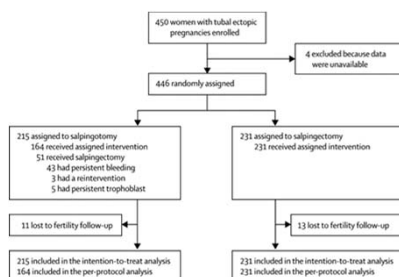 450 women with tubal ectopic
pregnancies enrolled
4 excluded because data
were unavailable
446 randomly assigned
215 assigned to salpingotomy
164 received assigned intervention
51 received salpingectomy
43 had persistent bleeding
3 had a reintervention
5 had persistent trophoblast
231 assigned to salpingectomy
231 received assigned intervention
11 lost to fertility follow-up
13 lost to fertility follow-up
215 included in the intention-to-treat analysis
164 included in the per-protocol analysis
231 included in the intention-to-treat analysis
231 included in the per-protocol analysis